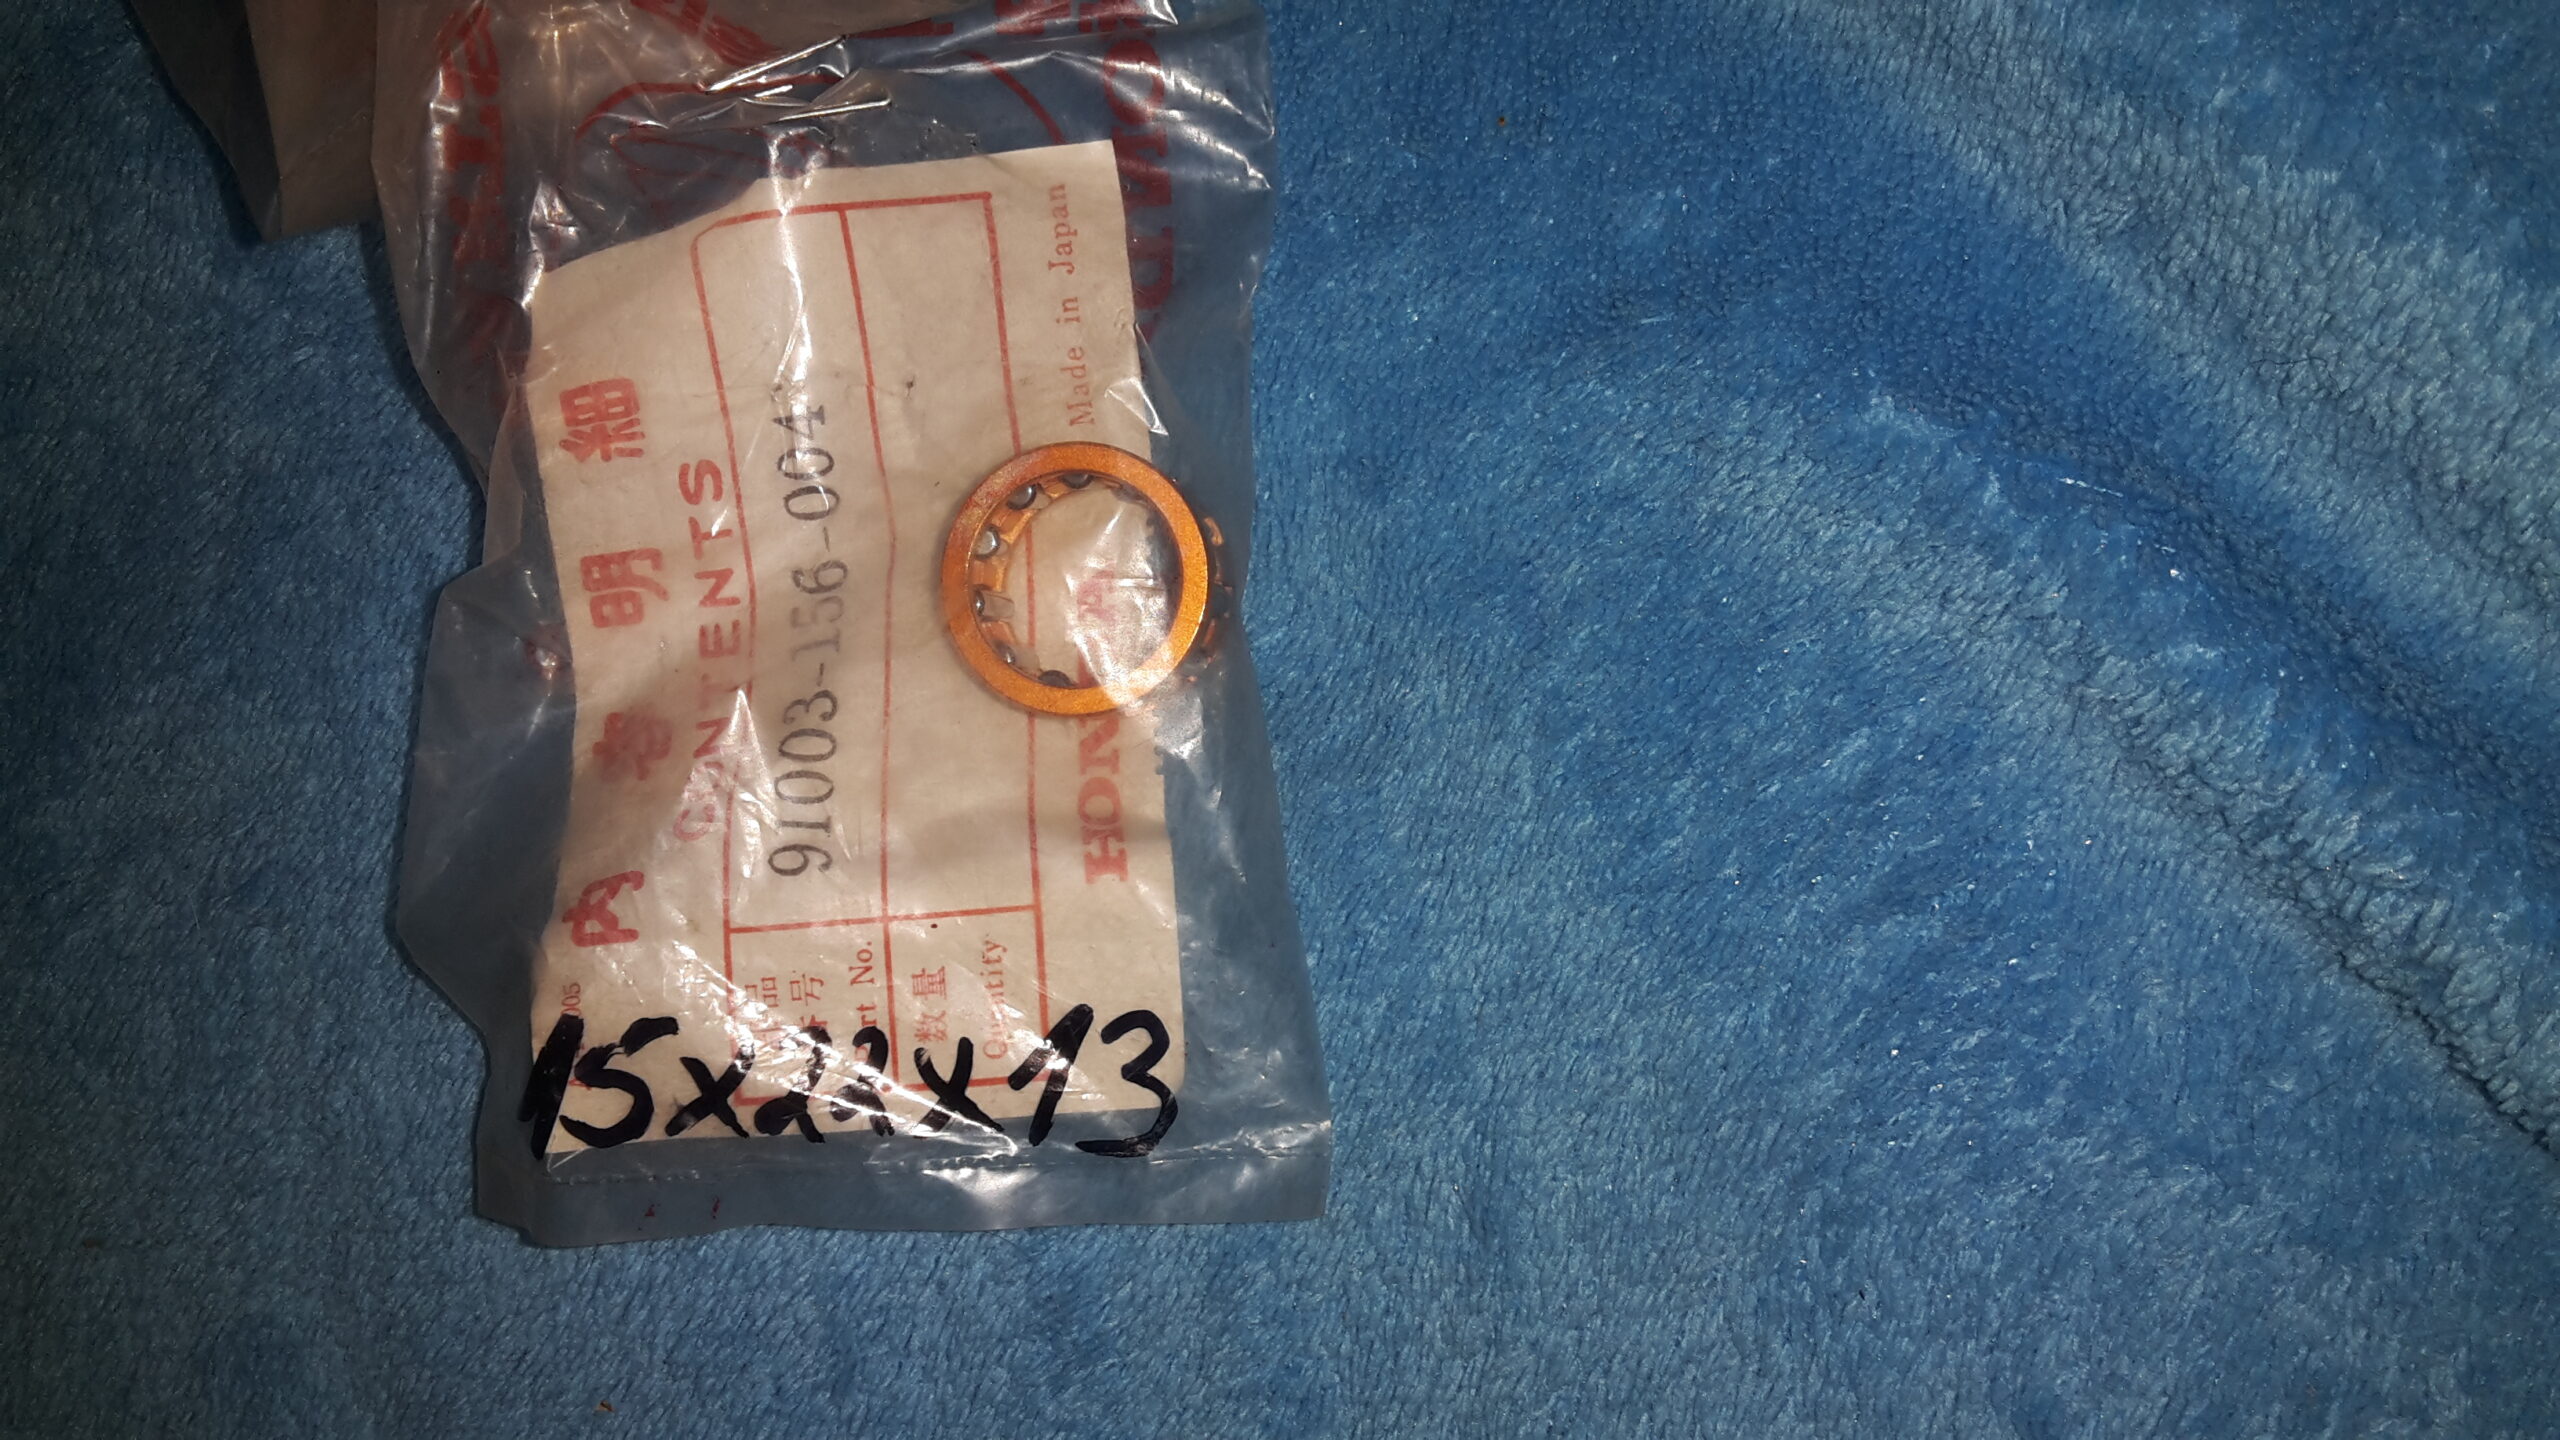 内容明細
CONTENTS
部品番号
Part No.
91003-156-004
数量
Quantity
HONDA
Made in Japan
15x22x13